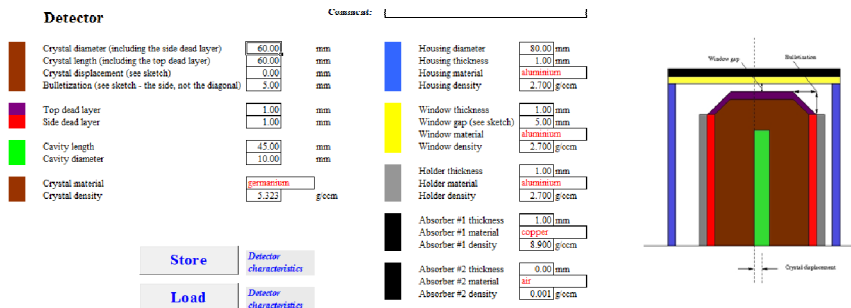 Detector
Comment:
Crystal diameter (including the side dead layer) 60.00 mm
Crystal length (including the top dead layer) 60.00 mm
Crystal displacement (see sketch) 0.00 mm
Bulletization (see sketch - the side, not the diagonal) 5.00 mm
Top dead layer 1.00 mm
Side dead layer 1.00 mm
Cavity length 45.00 mm
Cavity diameter 10.00 mm
Crystal material germanium
Crystal density 5.323 g/ccm
Store
Detector
characteristics
Load
Detector
characteristics
Housing diameter 80.00 mm
Housing thickness 1.00 mm
Housing material aluminium
Housing density 2.700 g/ccm
Window thickness 1.00 mm
Window gap (see sketch) 5.00 mm
Window material aluminium
Window density 2.700 g/ccm
Holder thickness 1.00 mm
Holder material aluminium
Holder density 2.700 g/ccm
Absorber #1 thickness 1.00 mm
Absorber #1 material copper
Absorber #1 density 8.900 g/ccm
Absorber #2 thickness 0.00 mm
Absorber #2 material air
Absorber #2 density 0.001 g/ccm
Window gap
Bulletization
Crystal displacement